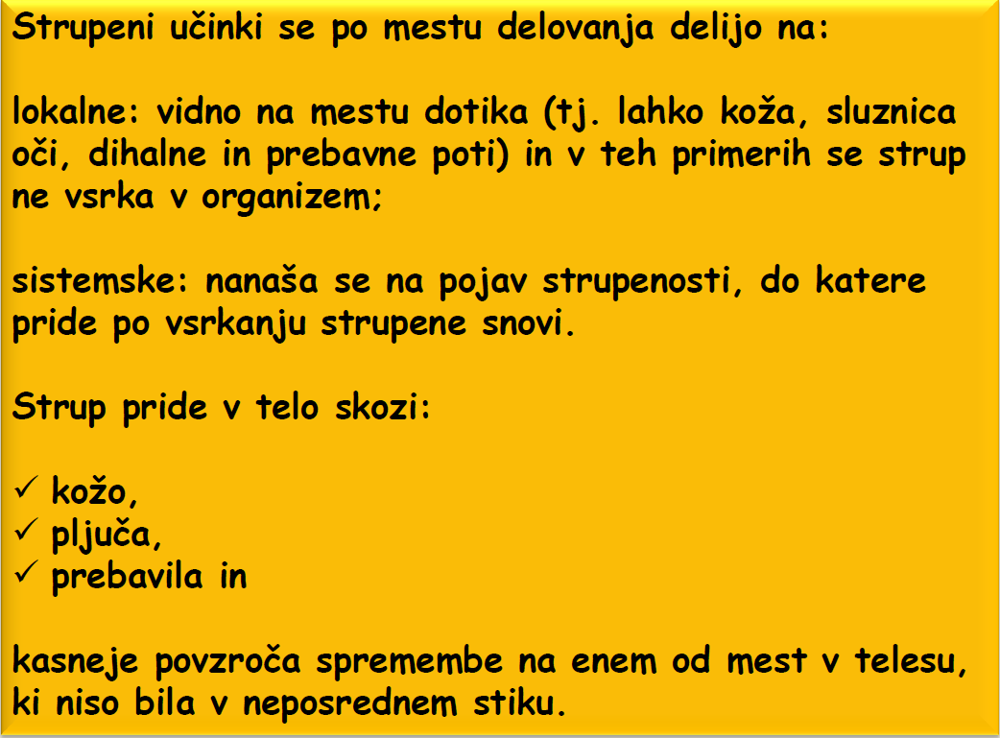 Strupeni učinki se po mestu delovanja delijo na:
lokalne: vidno na mestu dotika (tj. lahko koža, sluznica
oči, dihalne in prebavne poti) in v teh primerih se strup
ne vsrka v organizem;
sistemske: nanaša se na pojav strupenosti, do katere
pride po vsrkanju strupene snovi.
Strup pride v telo skozi:
✓ kožo,
✓ pljuča,
✓ prebavila in
kasneje povzroča spremembe na enem od mest v telesu,
ki niso bila v neposrednem stiku.